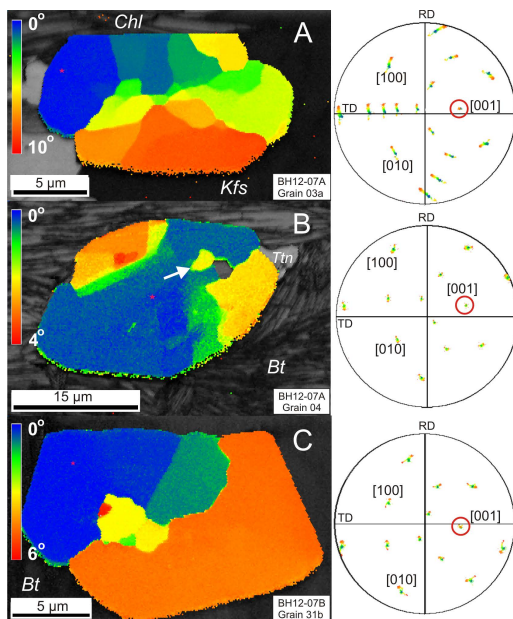 Chl
A
0°
10°
5 µm
Kfs
BH12-07A
Grain 03a
RD
[100]
TD
[001]
[010]
B
0°
4°
Ttn
15 µm
Bt
BH12-07A
Grain 04
RD
[100]
TD
[001]
[010]
C
0°
6°
Bt
5 µm
BH12-07B
Grain 31b
RD
[100]
TD
[001]
[010]